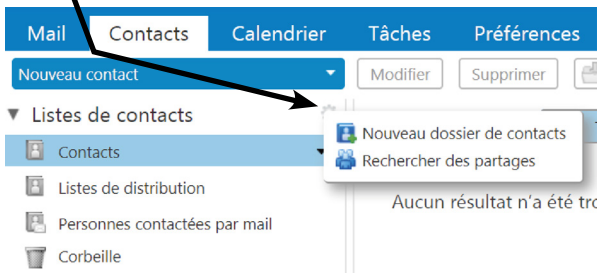 Mail Contacts Calendrier Tâches Préférences
Nouveau contact Modifier Supprimer
Listes de contacts
Nouveau dossier de contacts
Contacts
Rechercher des partages
Listes de distribution
Aucun résultat n'a été
Personnes contactées par mail
Corbeille